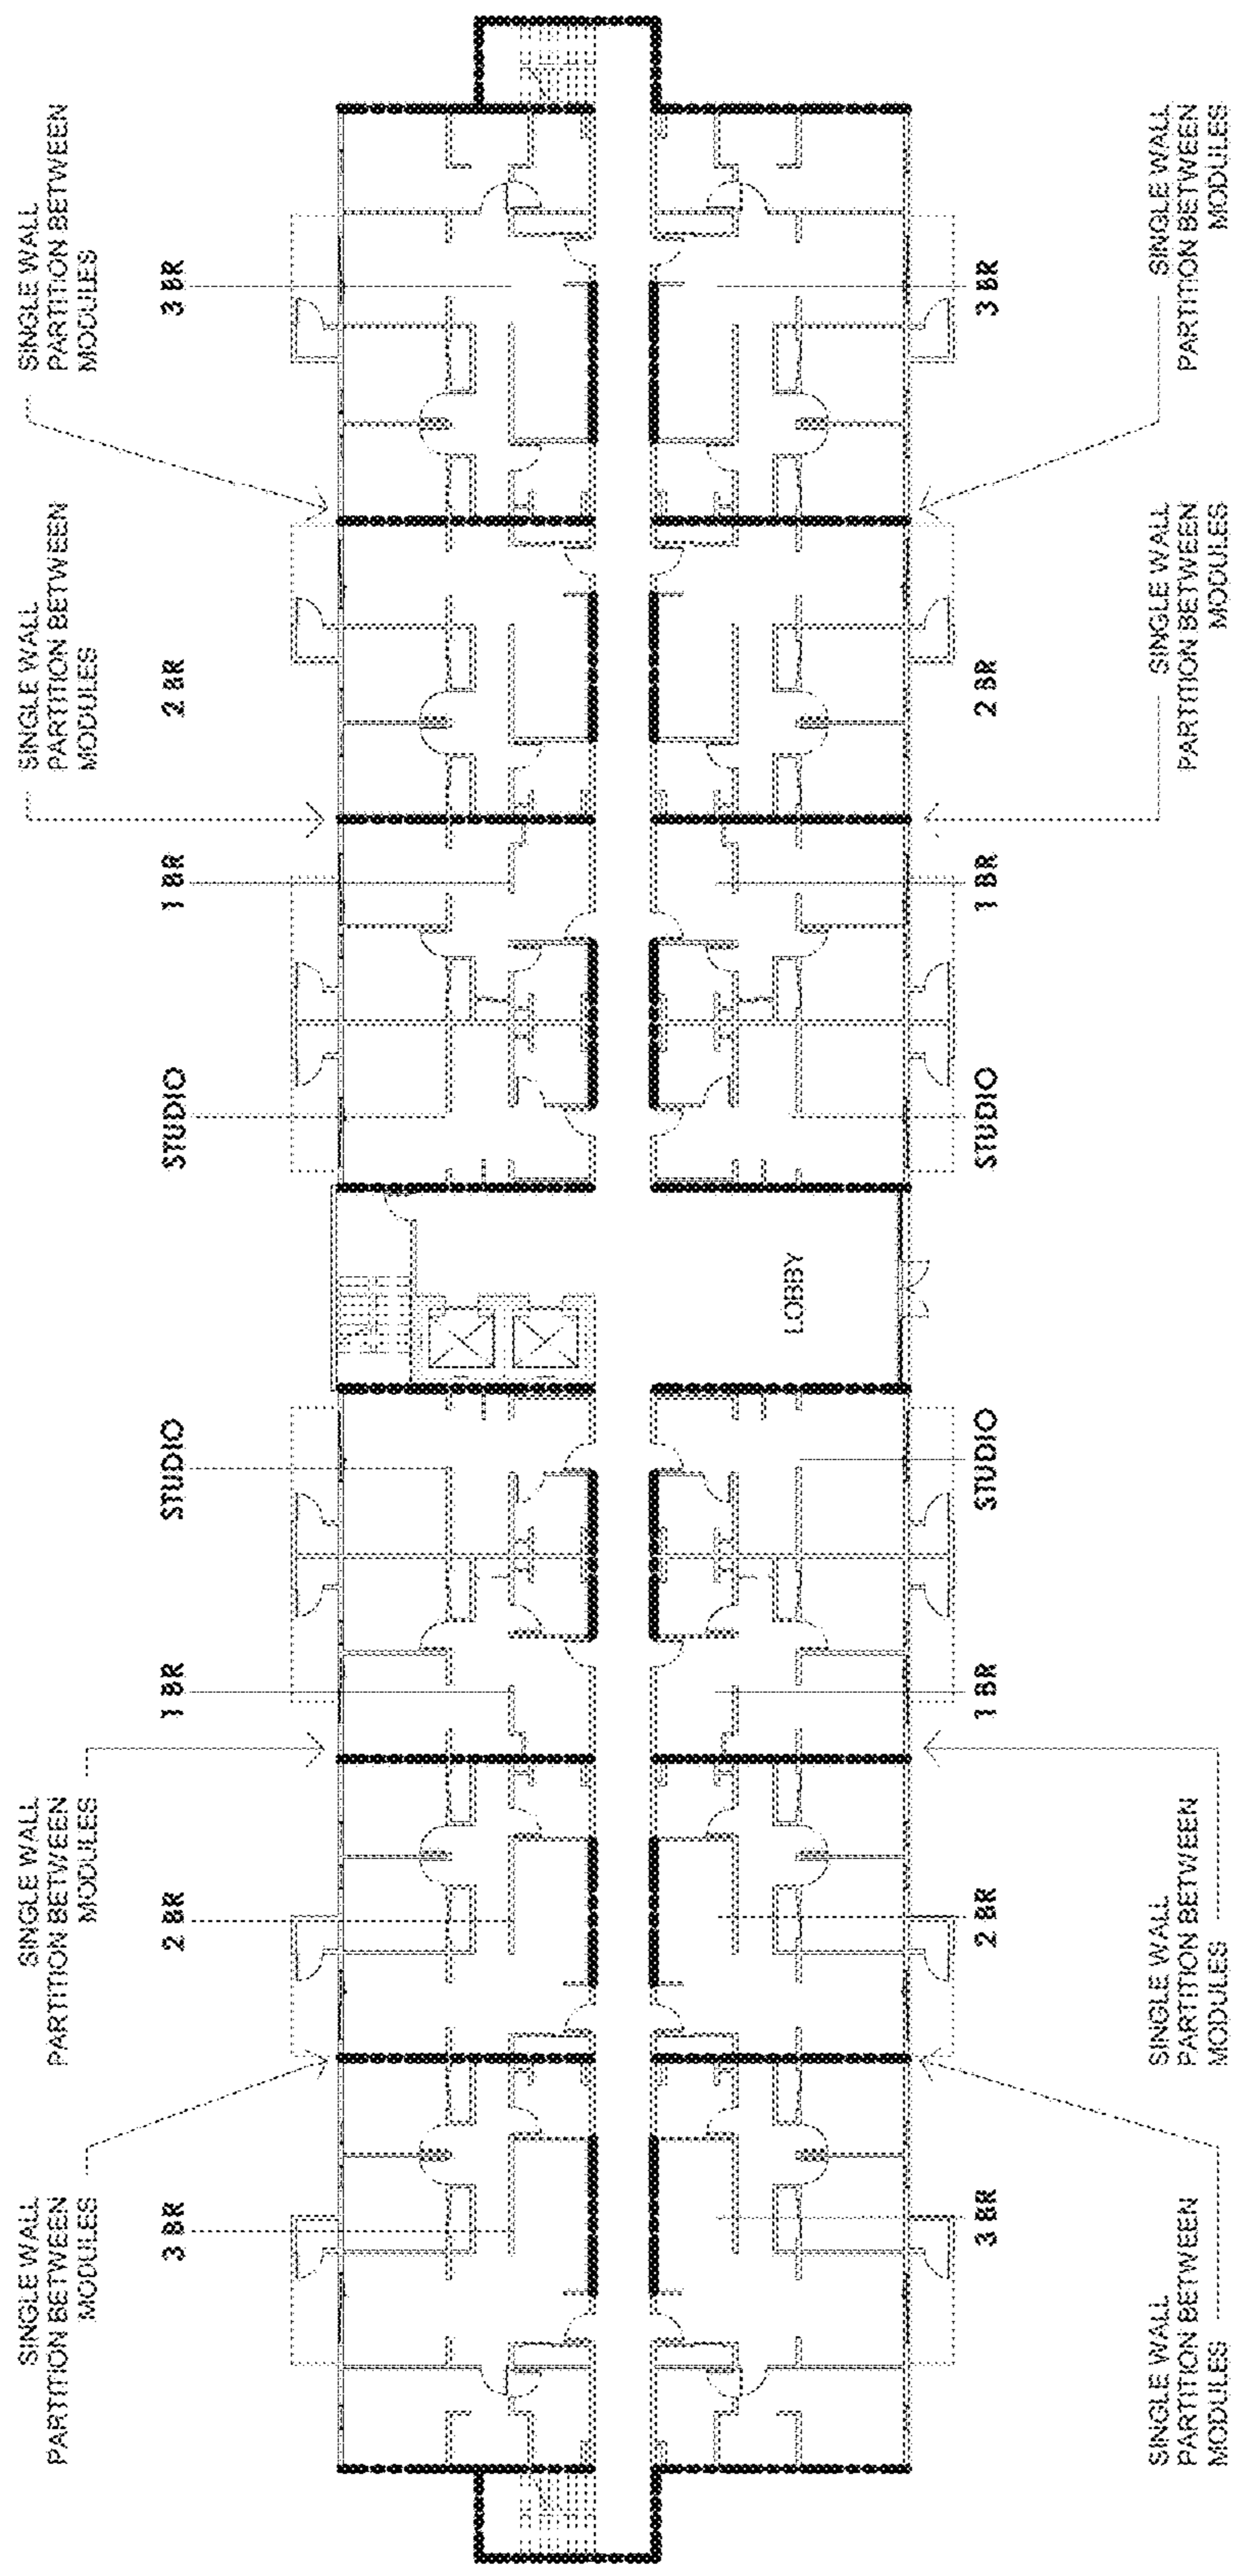 SINGLE WALL
PARTITION BETWEEN
MODULES
SINGLE WALL
PARTITION BETWEEN
MODULES
SINGLE WALL
PARTITION BETWEEN
MODULES
SINGLE WALL
PARTITION BETWEEN
MODULES
3 BR
2 BR
1 BR
STUDIO
STUDIO
1 BR
2 BR
3 BR
LOBBY
3 BR
2 BR
1 BR
STUDIO
STUDIO
1 BR
2 BR
3 BR
SINGLE WALL
PARTITION BETWEEN
MODULES
SINGLE WALL
PARTITION BETWEEN
MODULES
SINGLE WALL
PARTITION BETWEEN
MODULES
SINGLE WALL
PARTITION BETWEEN
MODULES